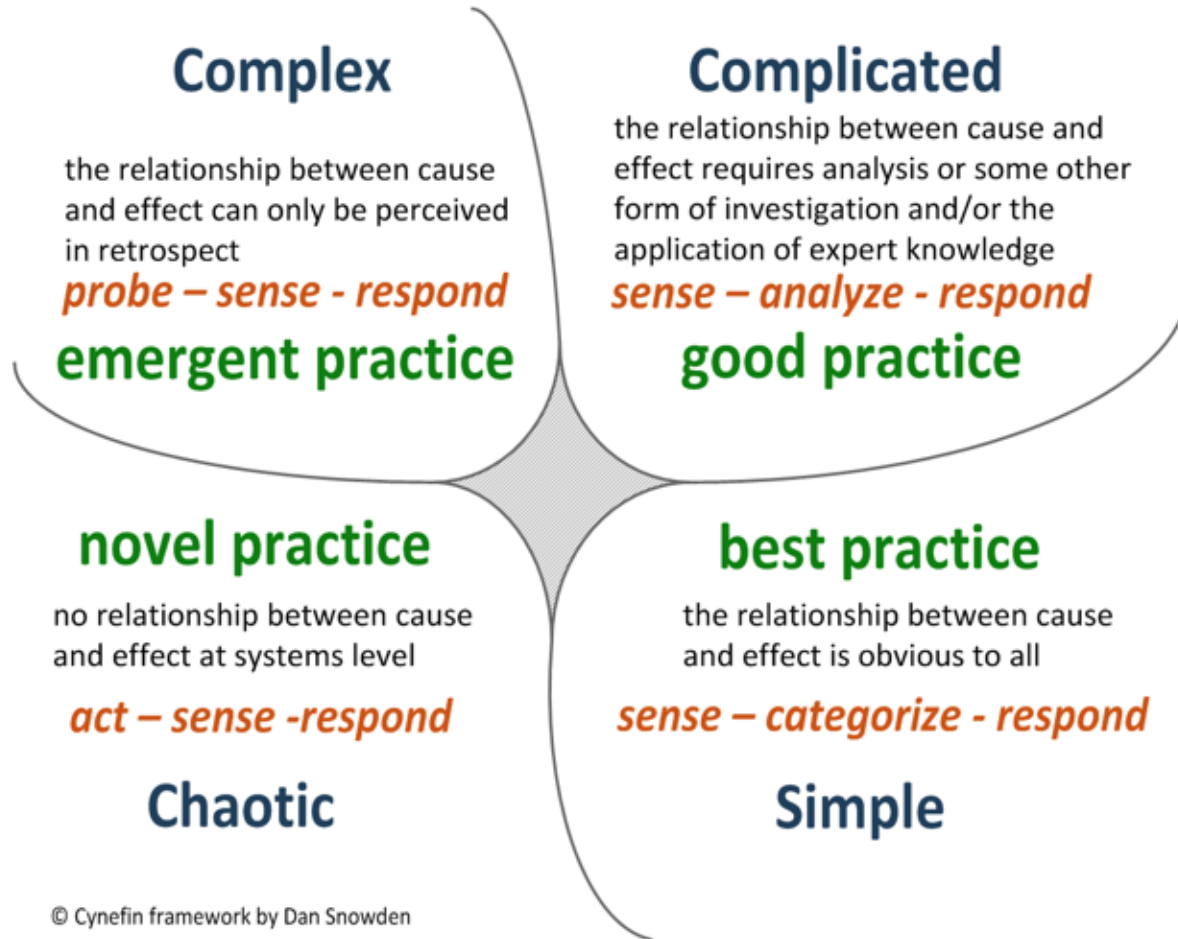 Complex
the relationship between cause
and effect can only be perceived
in retrospect
probe – sense - respond
emergent practice
Complicated
the relationship between cause and
effect requires analysis or some other
form of investigation and/or the
application of expert knowledge
sense – analyze - respond
good practice
novel practice
no relationship between cause
and effect at systems level
act – sense -respond
Chaotic
best practice
the relationship between cause
and effect is obvious to all
sense – categorize - respond
Simple
© Cynefin framework by Dan Snowden